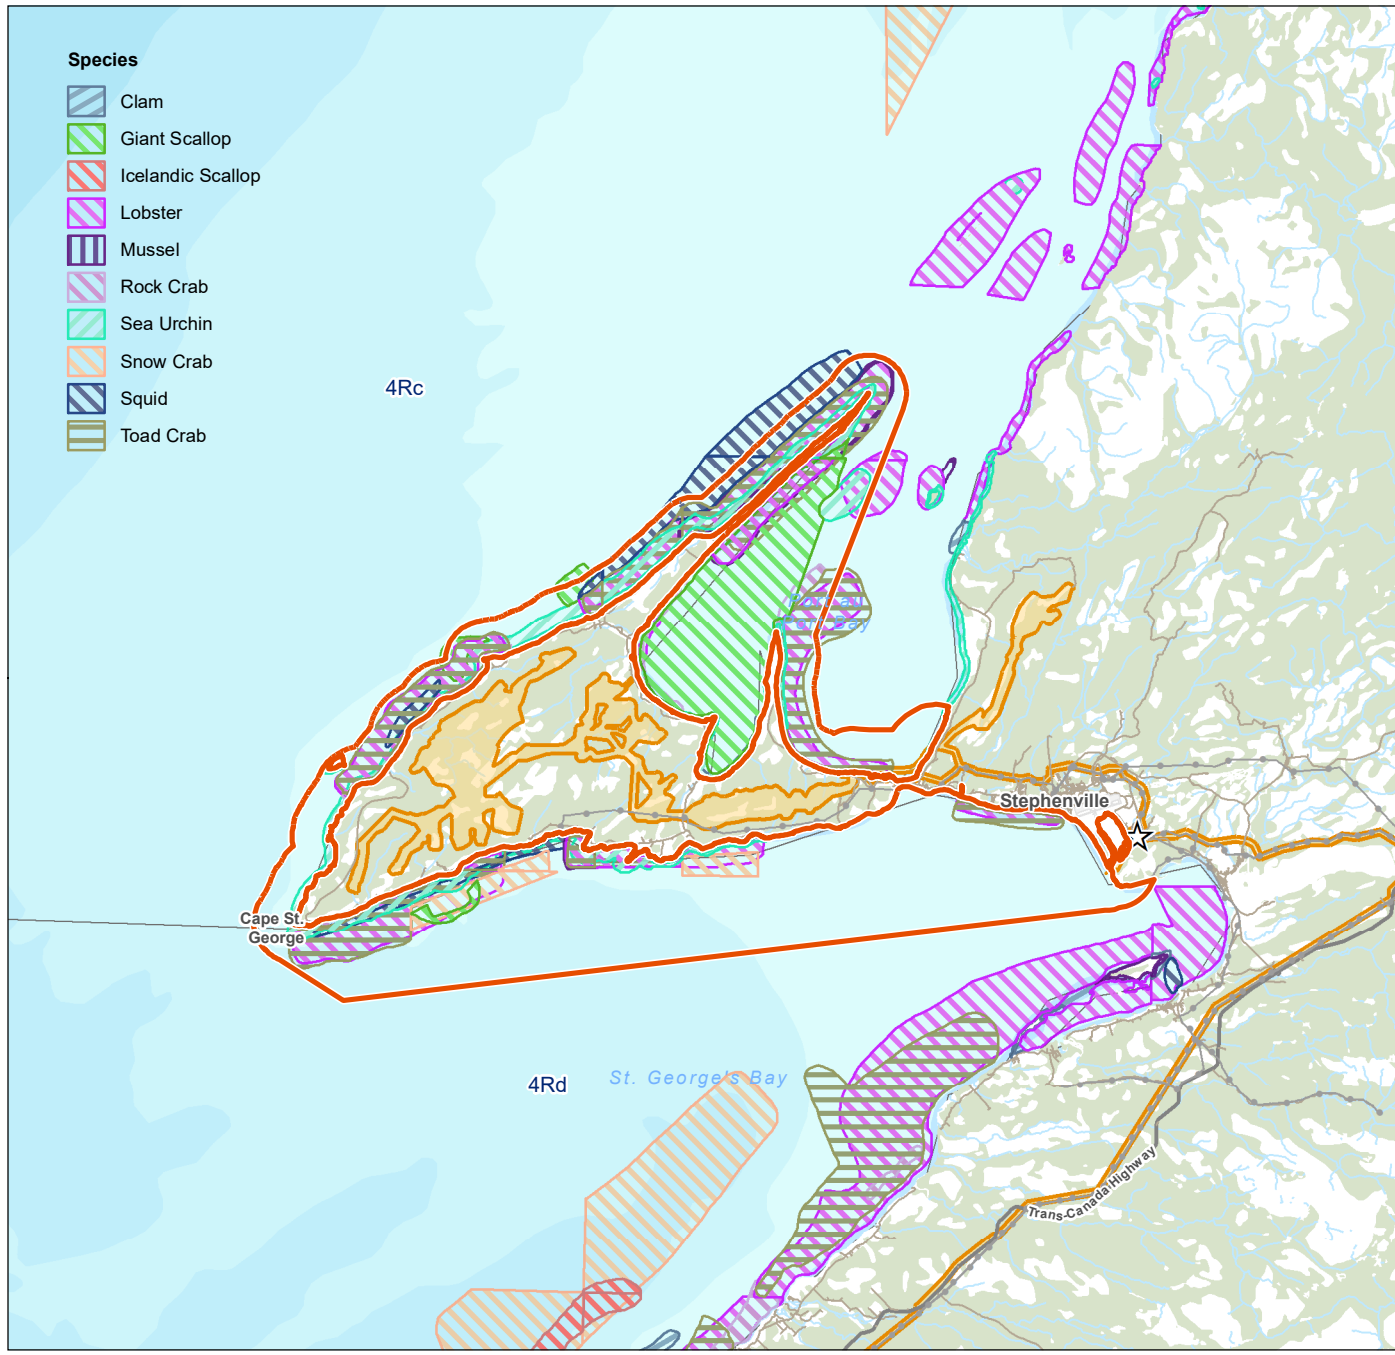 Species
Clam
Giant Scallop
Icelandic Scallop
Lobster
Mussel
Rock Crab
Sea Urchin
Snow Crab
Squid
Toad Crab
4Rc
Bay
Stephenville
Cape St.
George
4Rd
St. George's Bay
Trans-Canada Highway